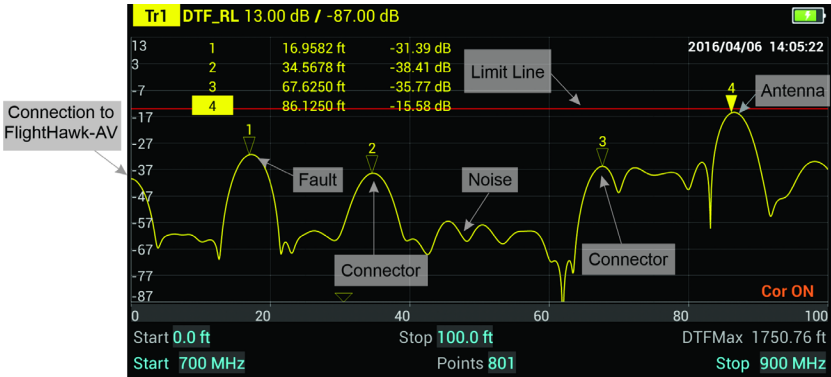 Tr1 DTF_RL 13.00 dB / -87.00 dB
13
1 16.9582 ft -31.39 dB
2016/04/06 14:05:22
2 34.5678 ft -38.41 dB
3
3 67.6250 ft -35.77 dB
4 86.1250 ft -15.58 dB
Limit Line
4
Antenna
-7
-17
Connection to
FlightHawk-AV
1
2
3
-27
-37
Fault
Noise
-47
-57
Connector
Connector
-67
-77
-87
Cor ON
0 20 40 60 80 100
Start 0.0 ft Stop 100.0 ft DTFMax 1750.76 ft
Start 700 MHz Points 801 Stop 900 MHz